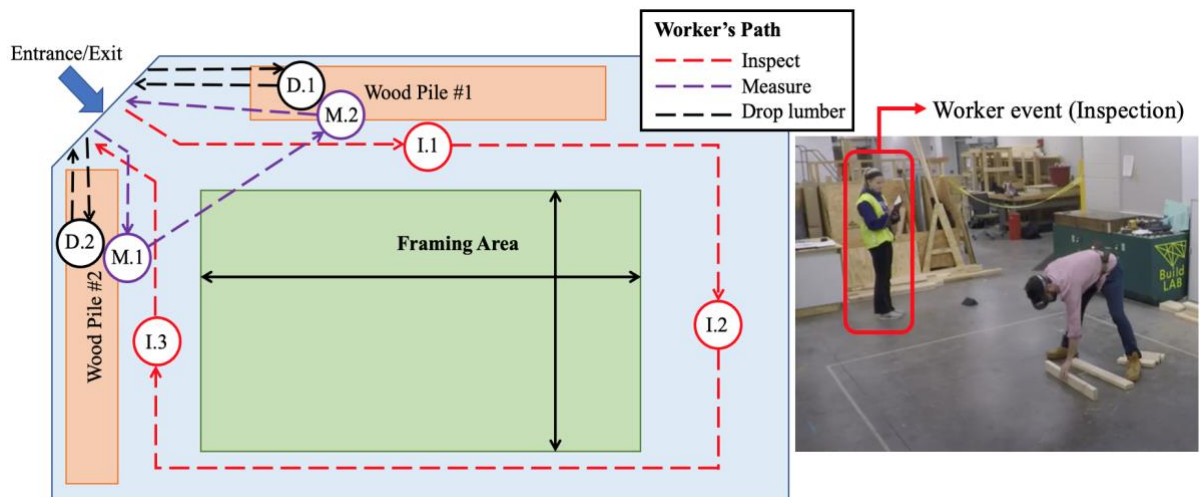 Entrance/Exit
Worker's Path
Inspect
Measure
Drop lumber
D.1
Wood Pile #1
M.2
I.1
Worker event (Inspection)
D.2
M.1
Wood Pile #2
Framing Area
I.3
I.2
Build
LAB